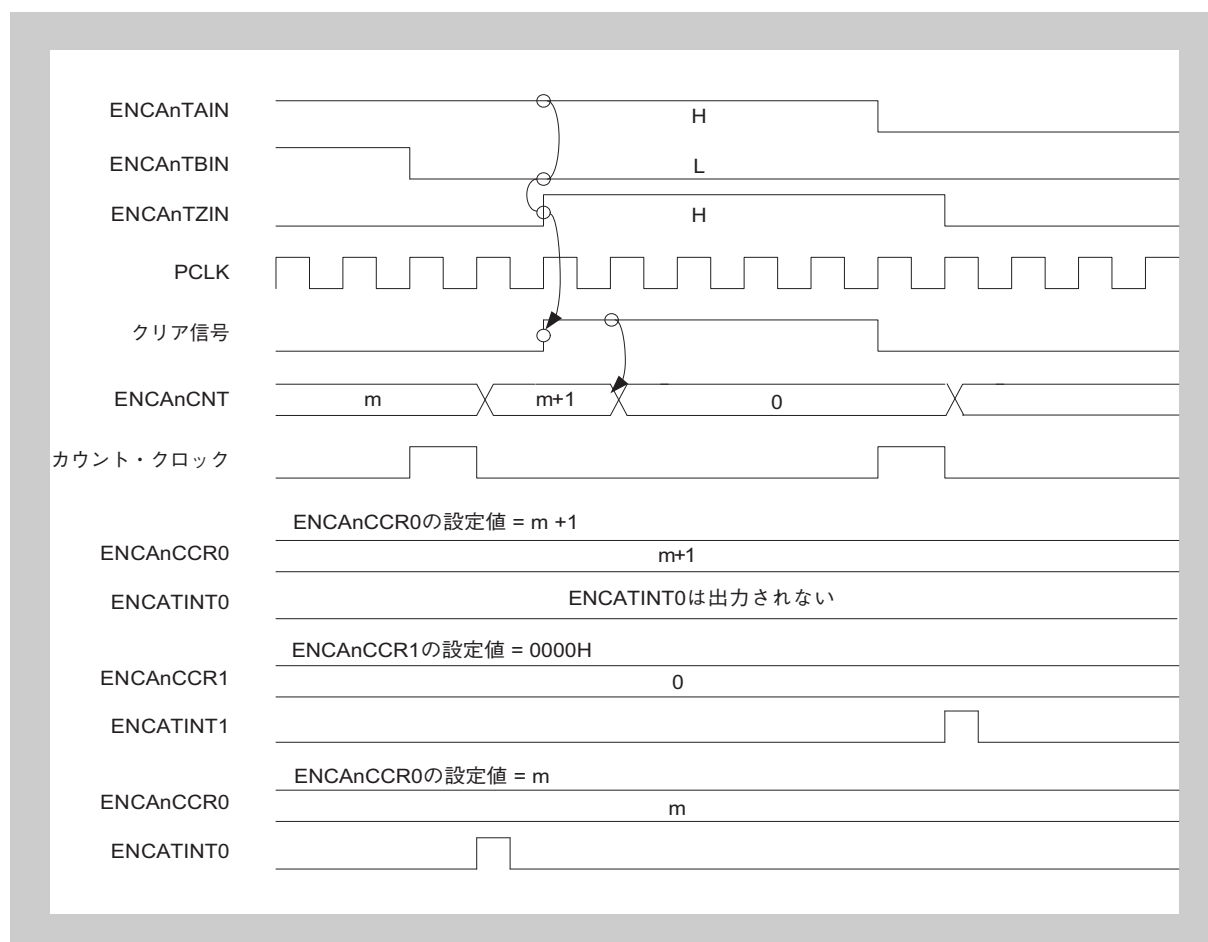 ENCAnTAIN
H
ENCAnTBIN
L
ENCAnTZIN
H
PCLK
クリア信号
ENCAnCNT
m
m+1
0
カウント・クロック
ENCAnCCR0の設定値 = m +1
ENCAnCCR0
m+1
ENCATINT0
ENCATINT0は出力されない
ENCAnCCR1の設定値 = 0000H
ENCAnCCR1
0
ENCATINT1
ENCAnCCR0の設定値 = m
ENCAnCCR0
m
ENCATINT0